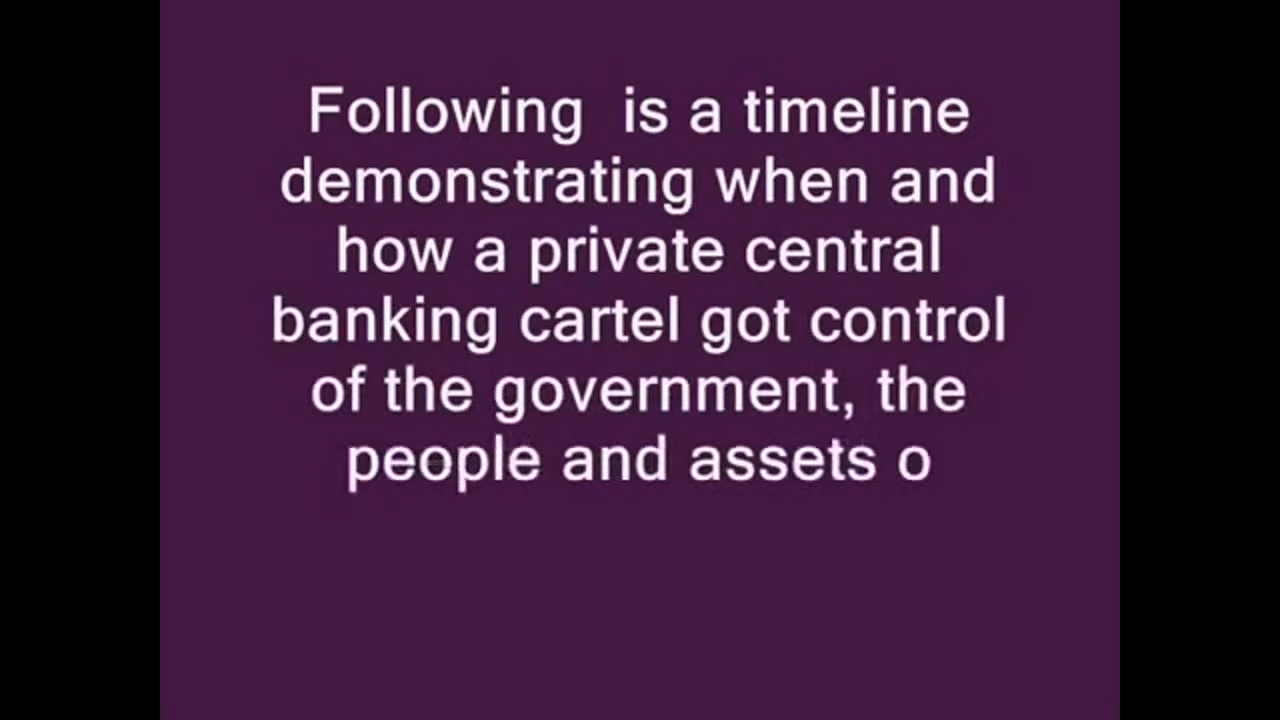 Following  is a timeline
demonstrating when and
how a private central
banking cartel got control
of the government, the
people and assets o